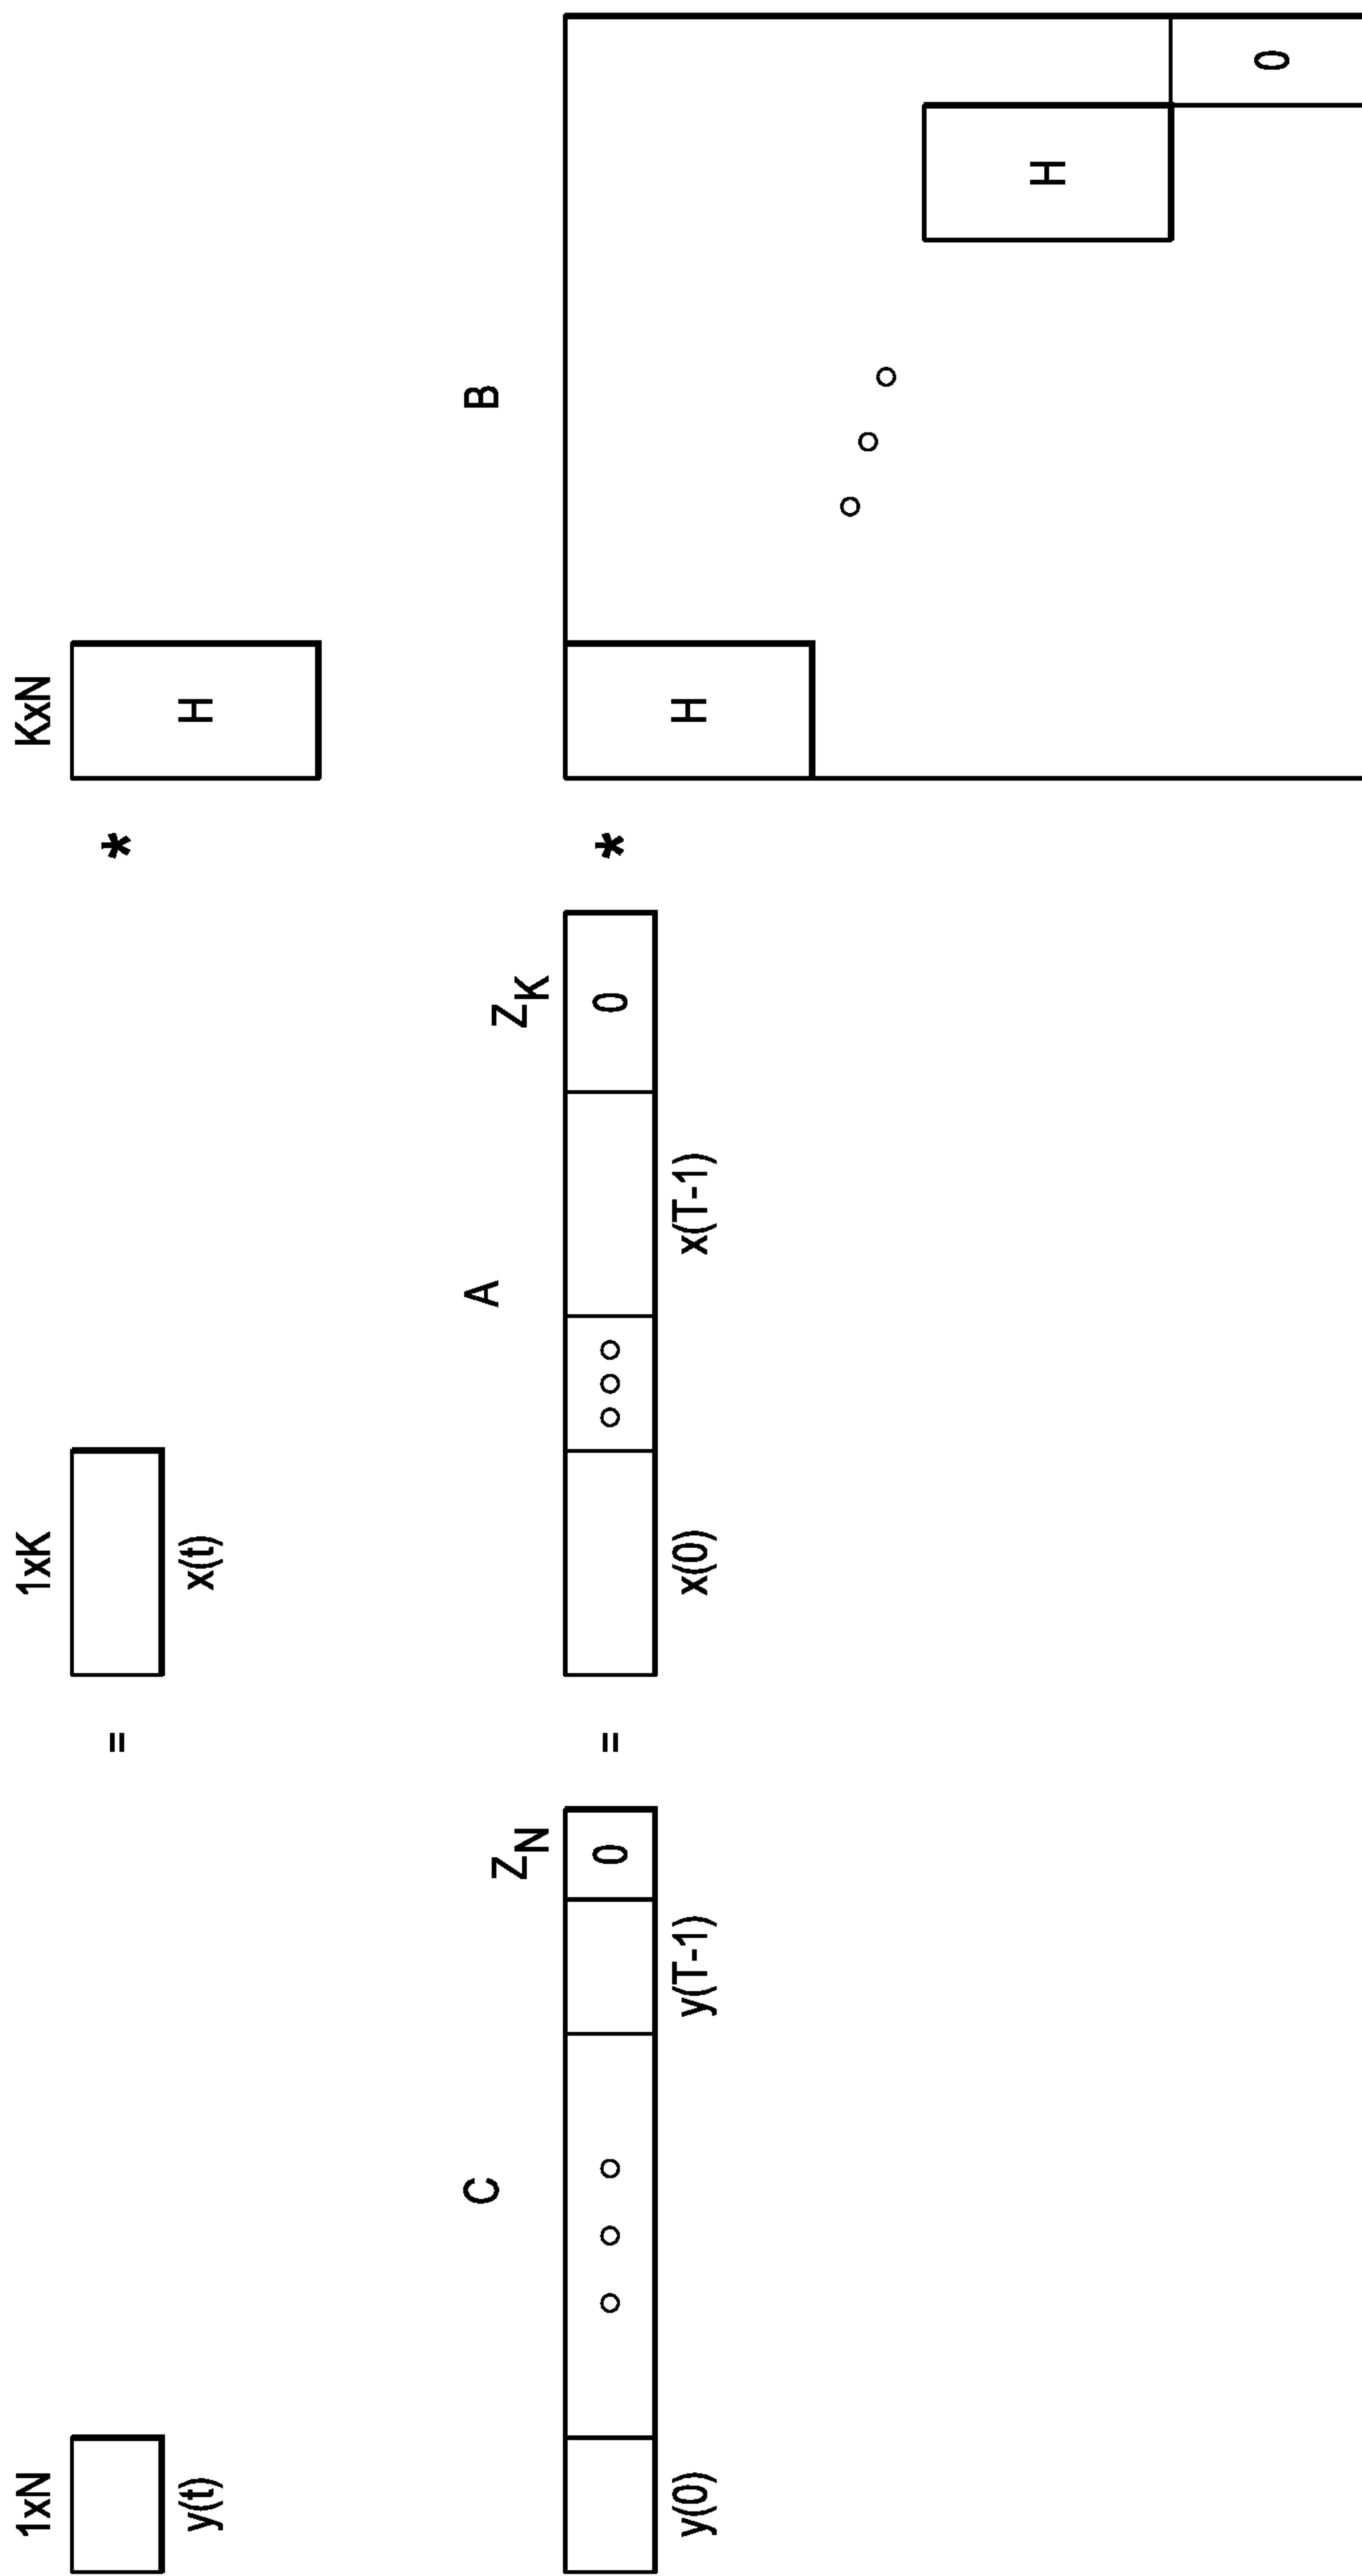 1xN 1xK KxN
= * H
y(t) x(t)
C Z_N A Z_K B
0 = 0 * H
y(0) y(T-1) x(0) x(T-1)
H
0